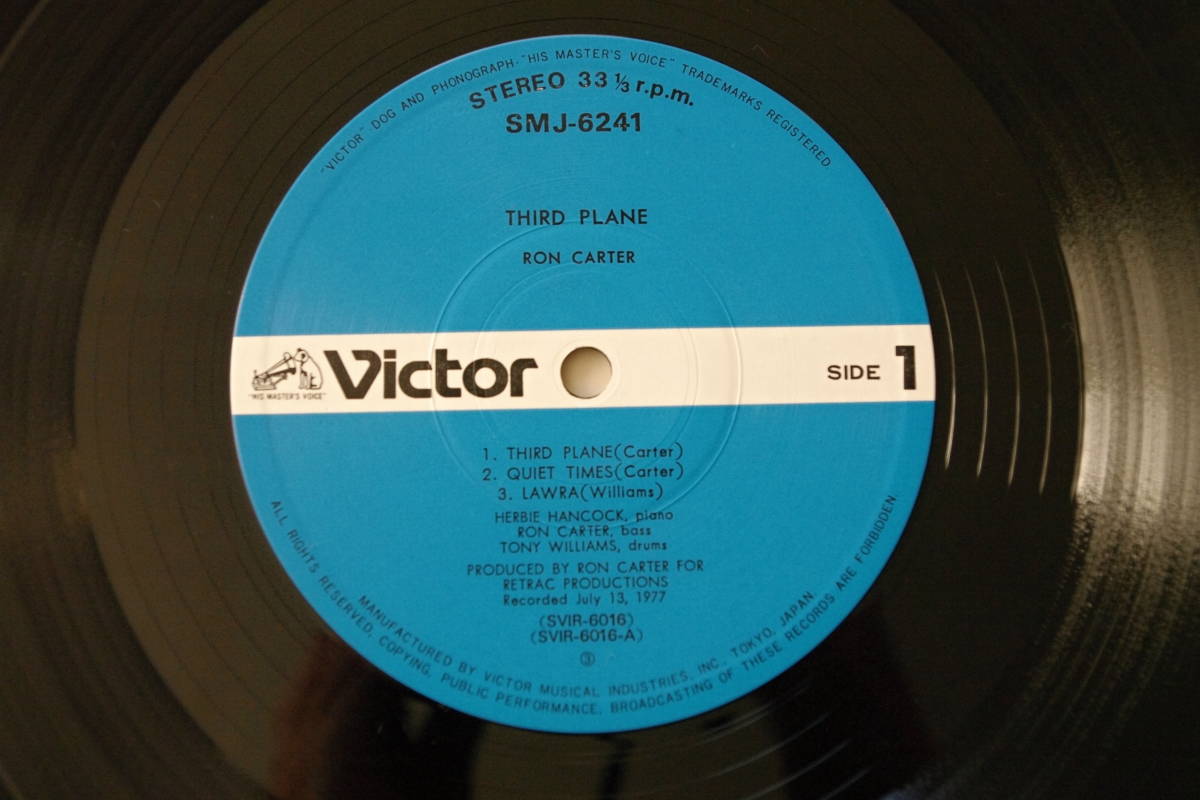 "VICTOR" DOG AND PHONOGRAPH-"HIS MASTER'S VOICE" TRADEMARKS REGISTERED.
STEREO 33 1/3 r.p.m.
SMJ-6241
THIRD PLANE
RON CARTER
"HIS MASTER'S VOICE"
Victor
SIDE 1
1. THIRD PLANE(Carter)
2. QUIET TIMES(Carter)
3. LAWRA(Williams)
HERBIE HANCOCK, piano
RON CARTER, bass
TONY WILLIAMS, drums
PRODUCED BY RON CARTER FOR
RETRAC PRODUCTIONS
Recorded July 13, 1977
(SVIR-6016)
(SVIR-6016-A)
③
MANUFACTURED BY VICTOR MUSICAL INDUSTRIES, INC., TOKYO, JAPAN
ALL RIGHTS RESERVED. COPYING, PUBLIC PERFORMANCE, BROADCASTING OF THESE RECORDS ARE FORBIDDEN.